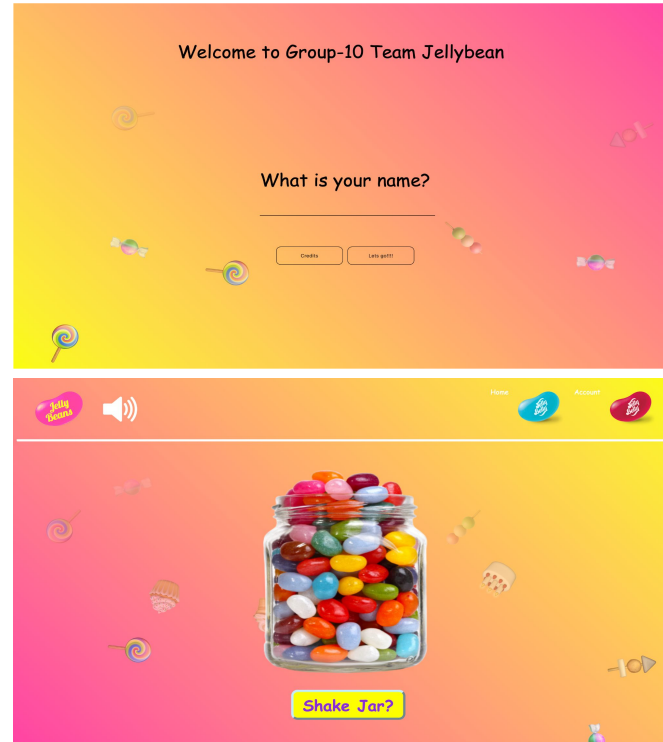 Welcome to Group-10 Team Jellybean
What is your name?
Credits
Lets go!!!!
Jelly
Beans
Home
Account
Shake Jar?